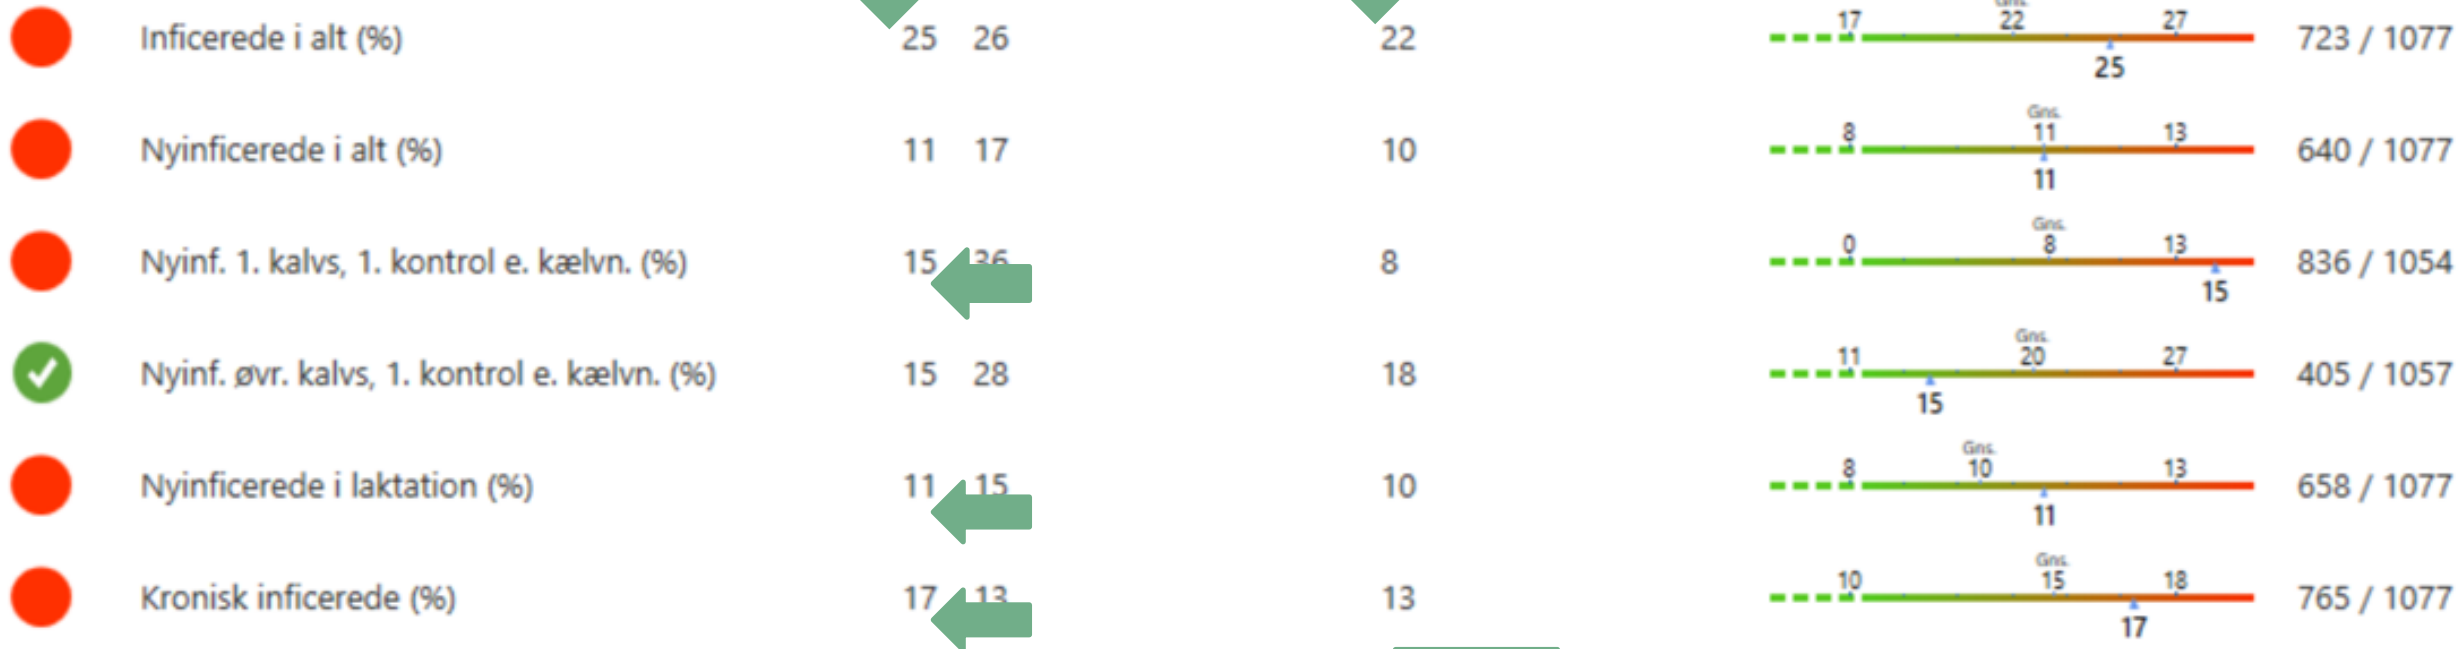 Gns.
17 22 27
Inficerede i alt (%) 25 26 22 723 / 1077
25
Gns.
8 11 13
Nyinficerede i alt (%) 11 17 10 640 / 1077
11
Gns.
0 8 13
Nyinf. 1. kalvs, 1. kontrol e. kælvn. (%) 15 36 8 836 / 1054
15
Gns.
11 20 27
Nyinf. øvr. kalvs, 1. kontrol e. kælvn. (%) 15 28 18 405 / 1057
15
Gns.
8 10 13
Nyinficerede i laktation (%) 11 15 10 658 / 1077
11
Gns.
10 15 18
Kronisk inficerede (%) 17 13 13 765 / 1077
17